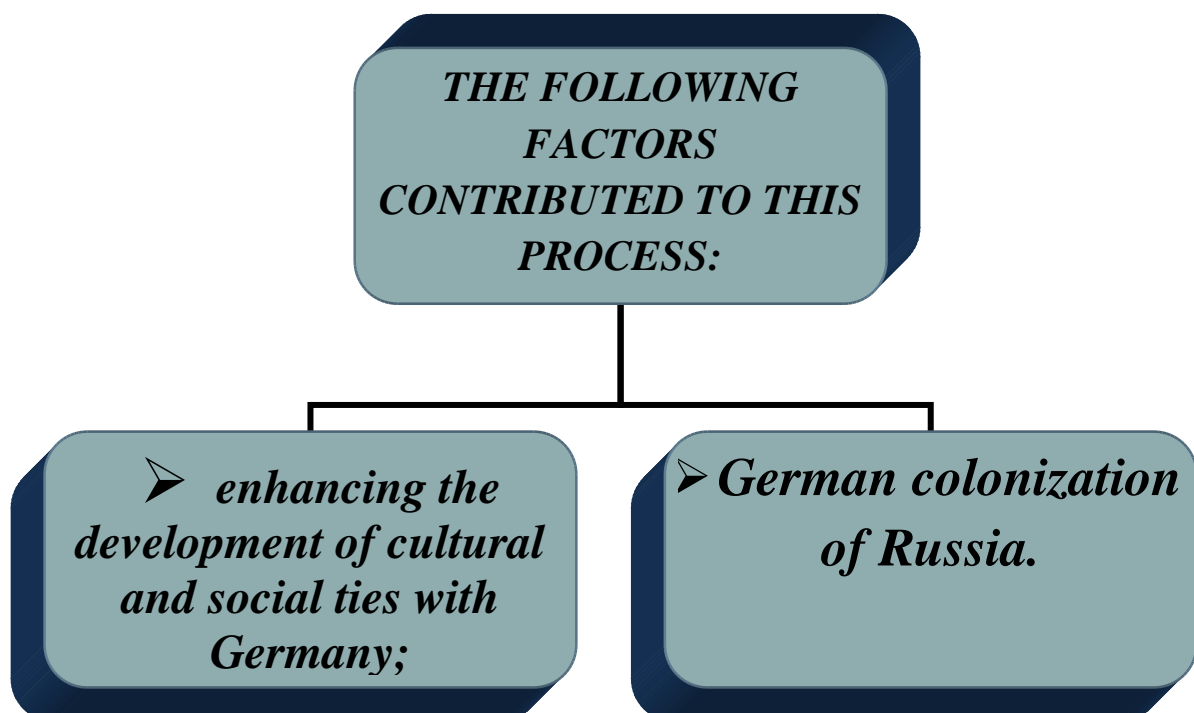 THE FOLLOWING
FACTORS
CONTRIBUTED TO THIS
PROCESS:
➢ enhancing the
development of cultural
and social ties with
Germany;
➢ German colonization
of Russia.